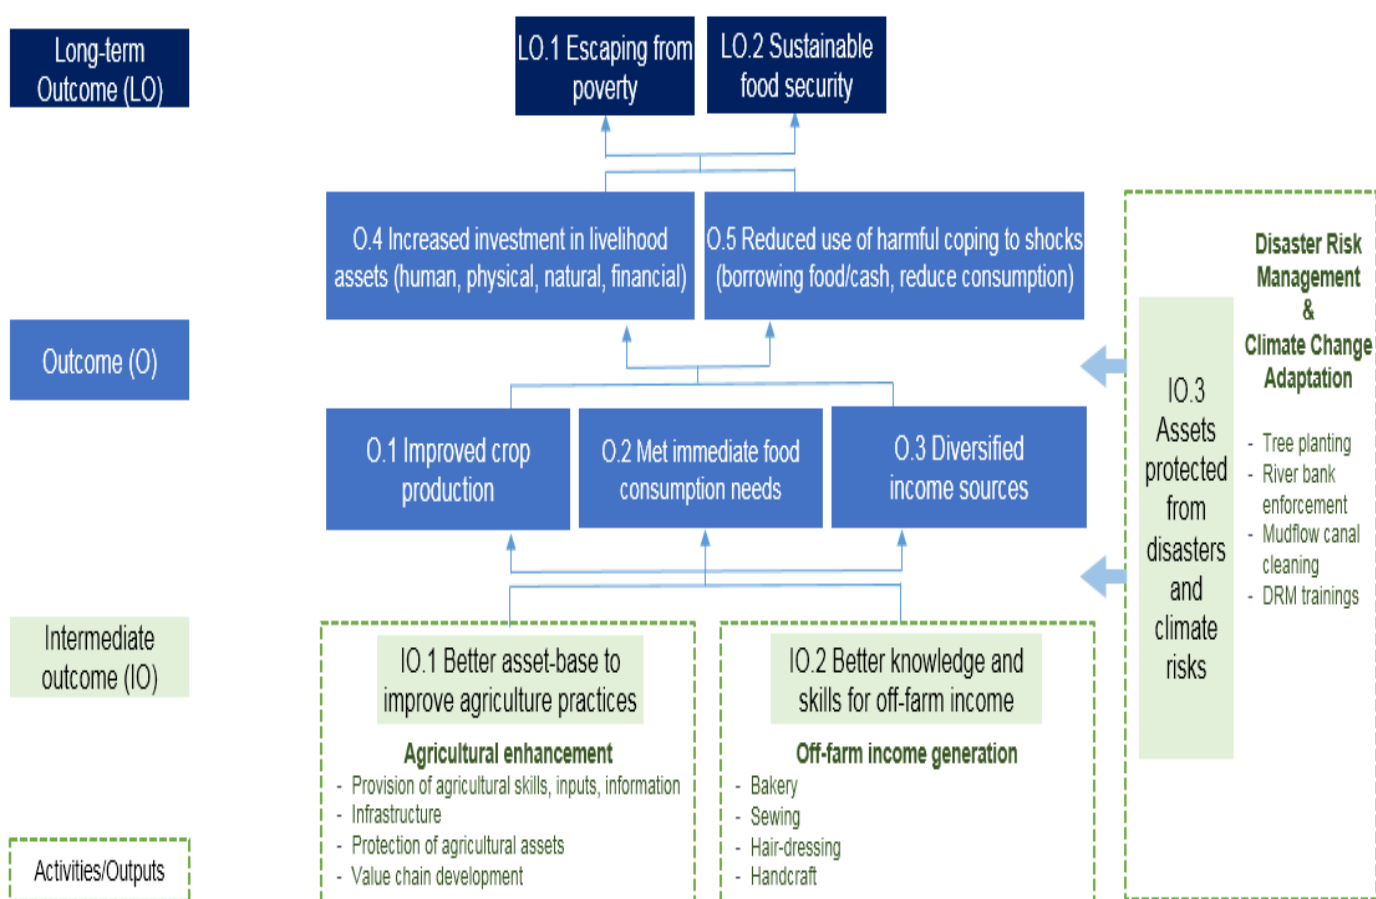 Long-term
Outcome (LO)
LO.1 Escaping from
poverty
LO.2 Sustainable
food security
O.4 Increased investment in livelihood
assets (human, physical, natural, financial)
O.5 Reduced use of harmful coping to shocks
(borrowing food/cash, reduce consumption)
Outcome (O)
O.1 Improved crop
production
O.2 Met immediate food
consumption needs
O.3 Diversified
income sources
Disaster Risk
Management
&
Climate Change
Adaptation
- Tree planting
- River bank
enforcement
- Mudflow canal
cleaning
- DRM trainings
IO.3
Assets
protected
from
disasters
and
climate
risks
Intermediate
outcome (IO)
IO.1 Better asset-base to
improve agriculture practices
Agricultural enhancement
- Provision of agricultural skills, inputs, information
- Infrastructure
- Protection of agricultural assets
- Value chain development
IO.2 Better knowledge and
skills for off-farm income
Off-farm income generation
- Bakery
- Sewing
- Hair-dressing
- Handcraft
Activities/Outputs